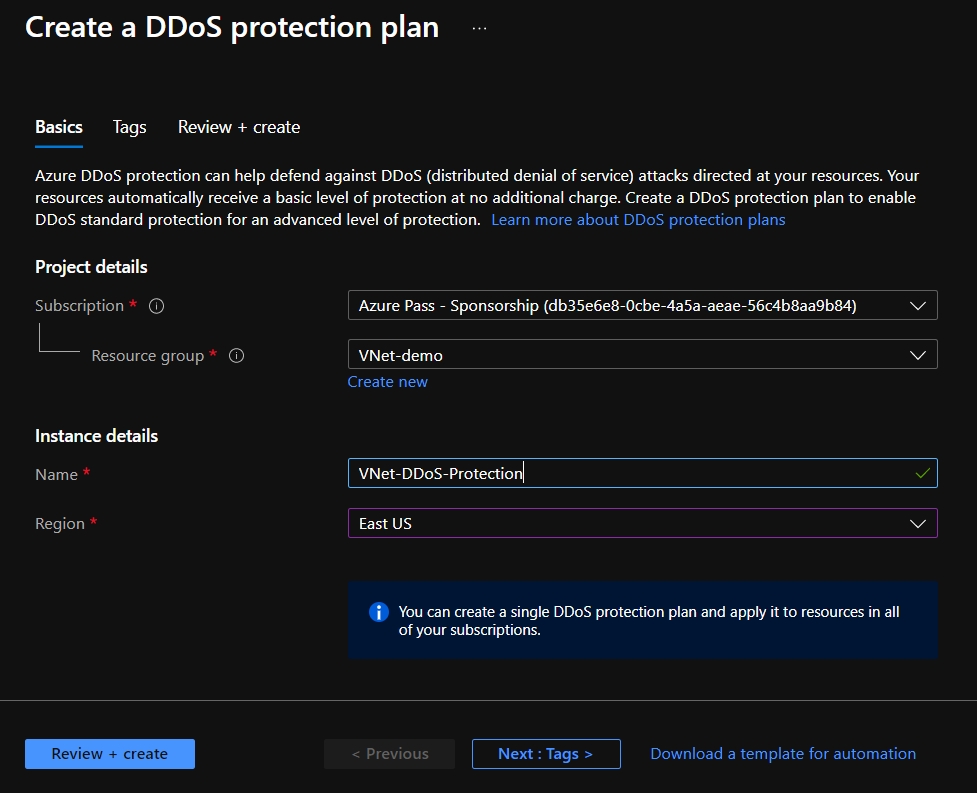 Create a DDoS protection plan ...
Basics Tags Review + create
Azure DDoS protection can help defend against DDoS (distributed denial of service) attacks directed at your resources. Your
resources automatically receive a basic level of protection at no additional charge. Create a DDoS protection plan to enable
DDoS standard protection for an advanced level of protection. Learn more about DDoS protection plans
Project details
Subscription * Azure Pass - Sponsorship (db35e6e8-0cbe-4a5a-aeae-56c4b8aa9b84)
Resource group * VNet-demo
Create new
Instance details
Name * VNet-DDoS-Protection
Region * East US
You can create a single DDoS protection plan and apply it to resources in all
of your subscriptions.
Review + create < Previous Next : Tags > Download a template for automation